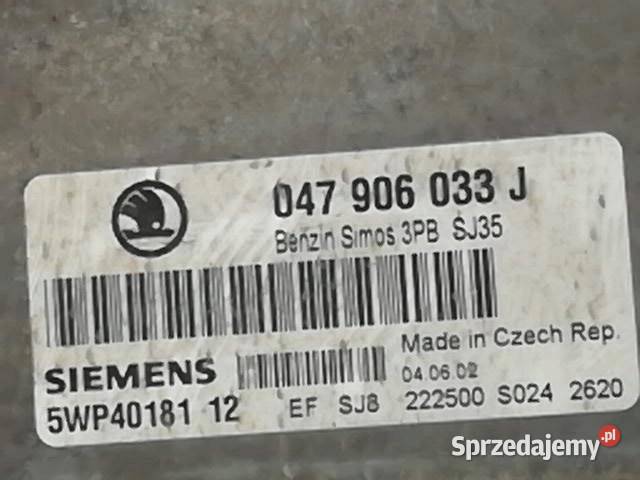 047 906 033 J
Benzin Simos 3PB SJ35
Made in Czech Rep.
SIEMENS
04.06.02
5WP40181 12
EF SJ8 222500 S024 2620
Sprzedajemy.pl